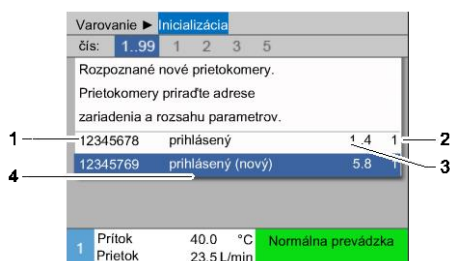 Varovanie ► Inicializácia
čís: 1..99 1 2 3 5
Rozpoznané nové prietokomery.
Prietokomery priraďte adrese
zariadenia a rozsahu parametrov.
1 12345678 prihlásený 1..4 1 2
12345769 prihlásený (nový) 5.8 1 3
4
1 Prítok 40.0 °C Normálna prevádzka
Prietok 23.5 L/min